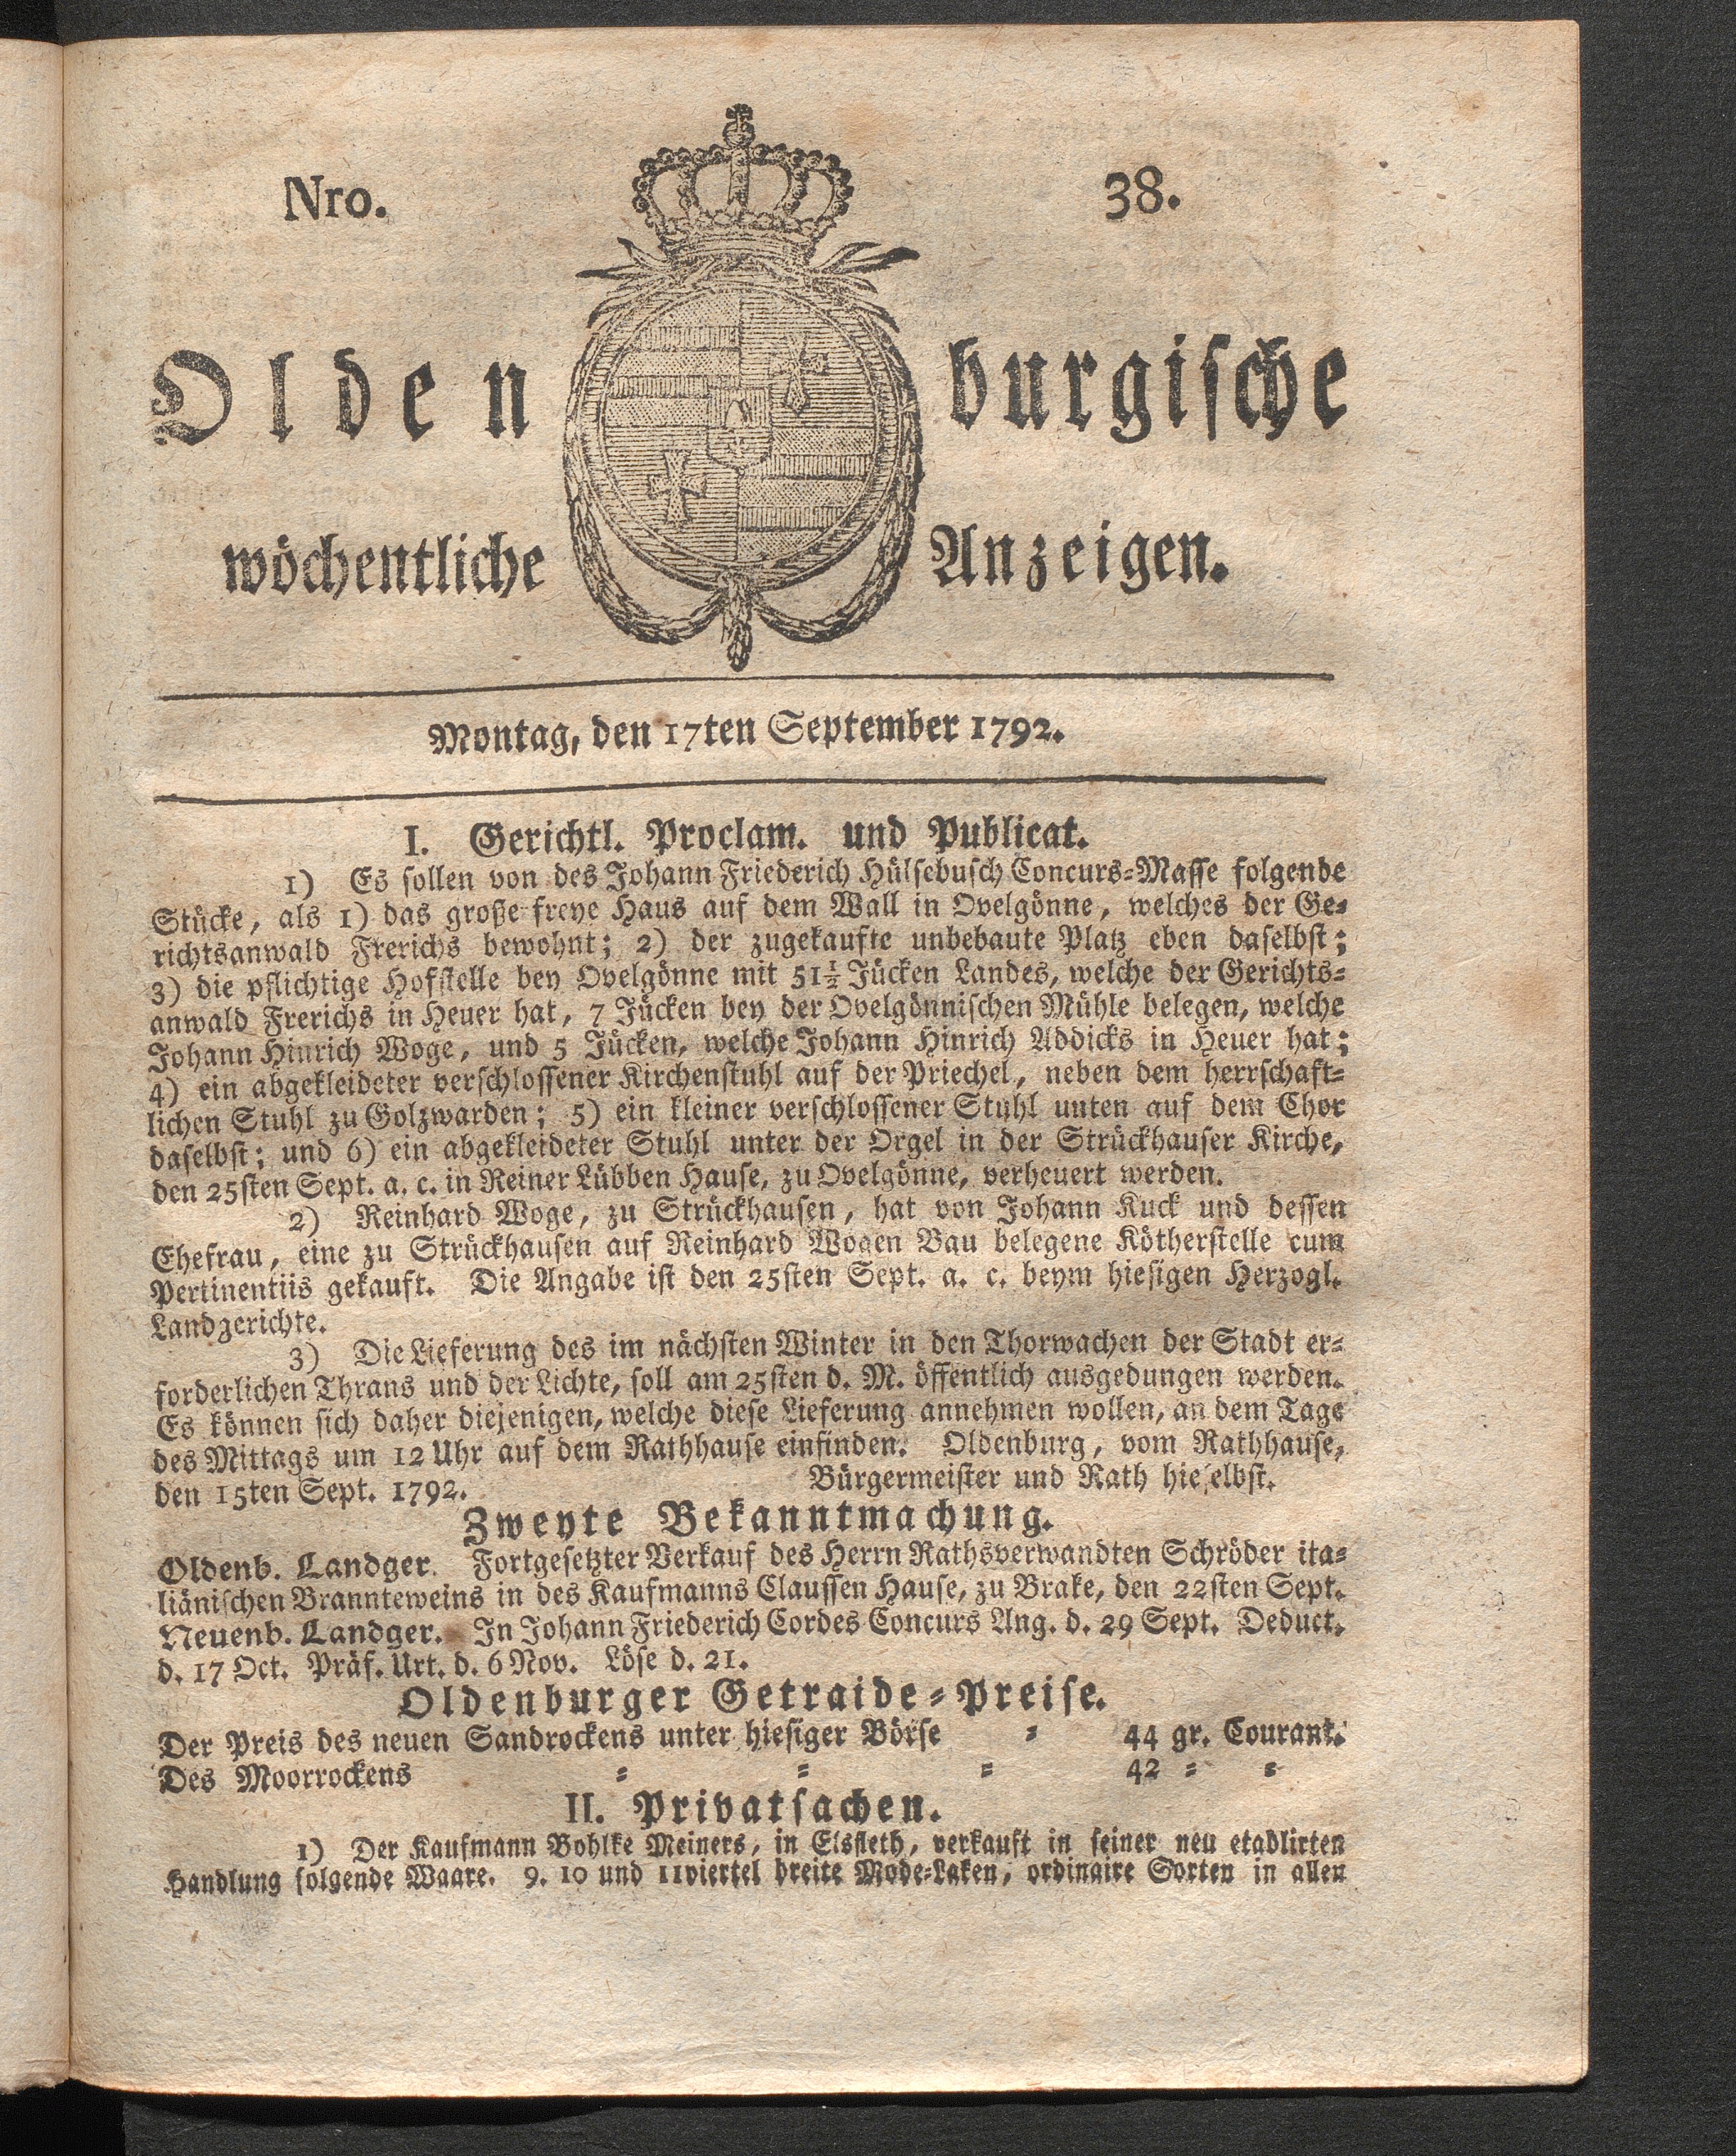 Nro. 38.
Oldenburgische
wöchentliche Anzeigen.
Montag, den 17ten September 1792.
I. Gerichtl. Proclam. und Publicat.
1) Es sollen von des Johann Friederich Hülsebusch Concurs-Masse folgende
Stücke, als 1) das große freye Haus auf dem Wall in Ovelgönne, welches der Ge-
richtsanwald Frerichs bewohnt; 2) der zugekaufte unbebaute Platz eben daselbst;
3) die pflichtige Hofstelle bey Ovelgönne mit 51½ Jücken Landes, welche der Gerichts-
anwald Frerichs in Heuer hat, 7 Jücken bey der Ovelgönnischen Mühle belegen, welche
Johann Hinrich Woge, und 5 Jücken, welche Johann Hinrich Addicks in Heuer hat;
4) ein abgekleideter verschlossener Kirchenstuhl auf der Priechel, neben dem herrschaft-
lichen Stuhl zu Golzwarden; 5) ein kleiner verschlossener Stuhl unten auf dem Chor
daselbst; und 6) ein abgekleideter Stuhl unter der Orgel in der Strückhauser Kirche,
den 25sten Sept. a. c. in Reiner Lübben Hause, zu Ovelgönne, verheuert werden.
2) Reinhard Woge, zu Strückhausen, hat von Johann Kuck und dessen
Ehefrau, eine zu Strückhausen auf Reinhard Wogen Bau belegene Kötherstelle cum
Pertinentiis gekauft. Die Angabe ist den 25sten Sept. a. c. beym hiesigen Herzogl.
Landgerichte.
3) Die Lieferung des im nächsten Winter in den Thorwachen der Stadt er-
forderlichen Thrans und der Lichte, soll am 25sten d. M. öffentlich ausgedungen werden.
Es können sich daher diejenigen, welche diese Lieferung annehmen wollen, an dem Tage
des Mittags um 12 Uhr auf dem Rathhause einfinden. Oldenburg, vom Rathhause,
den 15ten Sept. 1792. Bürgermeister und Rath hieselbst.
Zweyte Bekanntmachung.
Oldenb. Landger. Fortgesetzter Verkauf des Herrn Rathsverwandten Schröder ita-
liänischen Brannteweins in des Kaufmanns Claussen Hause, zu Brake, den 22sten Sept.
Neuenb. Landger. In Johann Friederich Cordes Concurs Ang. d. 29 Sept. Deduct.
d. 17 Oct. Präf. Urt. d. 6 Nov. Löse d. 21.
Oldenburger Getraide-Preise.
Der Preis des neuen Sandrockens unter hiesiger Börse = 44 gr. Courant.
Des Moorrockens = = = 42 = =
II. Privatsachen.
1) Der Kaufmann Bohlke Meiners, in Elsfleth, verkauft in seiner neu etablirten
Handlung folgende Waare. 9. 10 und 11viertel breite Mode-Laken, ordinaire Sorten in allen